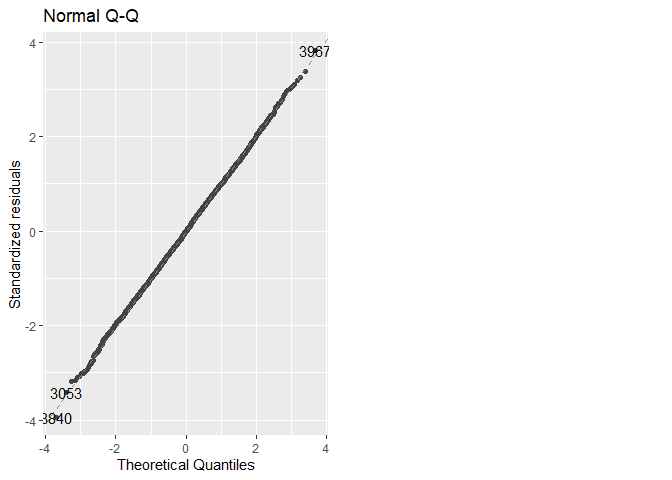 Normal Q-Q
4
3967
2
Standardized residuals
0
-2
3053
3840
-4
-4 -2 0 2 4
Theoretical Quantiles